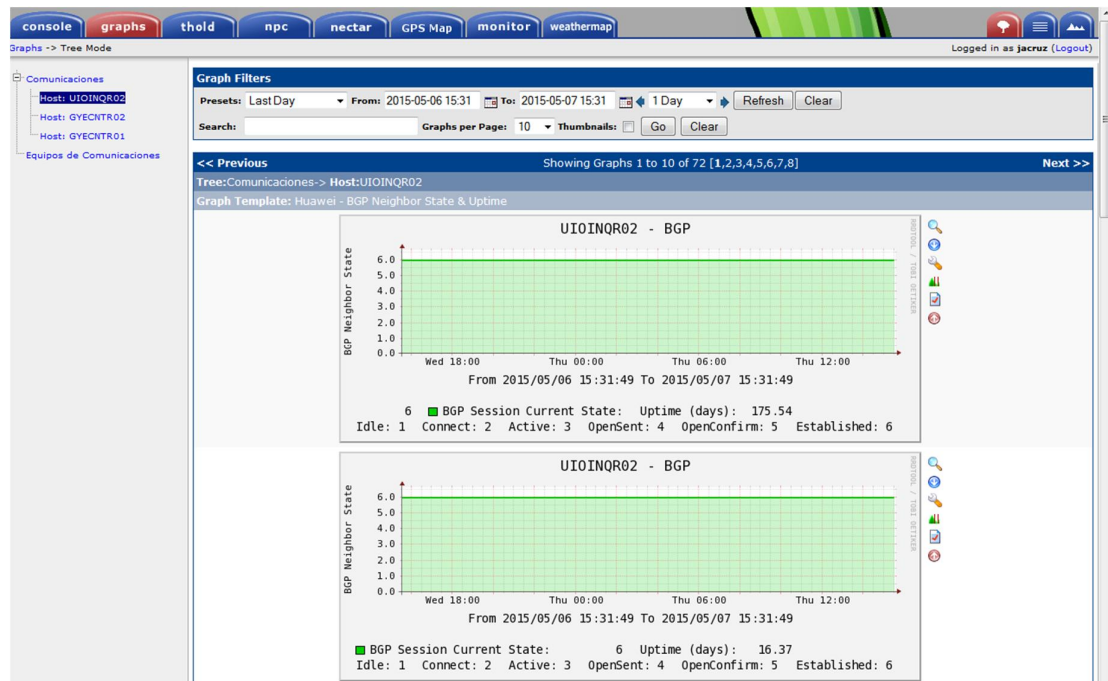 console graphs thold npc nectar GPS Map monitor weathermap
Graphs -> Tree Mode Logged in as jacruz (Logout)
Comunicaciones
Host: UIOINQR02
Host: GYECNTR02
Host: GYECNTR01
Equipos de Comunicaciones
Graph Filters
Presets: Last Day From: 2015-05-06 15:31 To: 2015-05-07 15:31 1 Day Refresh Clear
Search: Graphs per Page: 10 Thumbnails: Go Clear
<< Previous Showing Graphs 1 to 10 of 72 [1,2,3,4,5,6,7,8] Next >>
Tree:Comunicaciones-> Host:UIOINQR02
Graph Template: Huawei - BGP Neighbor State & Uptime
UIOINQR02 - BGP
BGP Neighbor State
6.0
5.0
4.0
3.0
2.0
1.0
0.0
Wed 18:00 Thu 00:00 Thu 06:00 Thu 12:00
From 2015/05/06 15:31:49 To 2015/05/07 15:31:49
6 BGP Session Current State: Uptime (days): 175.54
Idle: 1 Connect: 2 Active: 3 OpenSent: 4 OpenConfirm: 5 Established: 6
RRDTOOL / TOBI OETIKER
UIOINQR02 - BGP
BGP Neighbor State
6.0
5.0
4.0
3.0
2.0
1.0
0.0
Wed 18:00 Thu 00:00 Thu 06:00 Thu 12:00
From 2015/05/06 15:31:49 To 2015/05/07 15:31:49
BGP Session Current State: 6 Uptime (days): 16.37
Idle: 1 Connect: 2 Active: 3 OpenSent: 4 OpenConfirm: 5 Established: 6
RRDTOOL / TOBI OETIKER